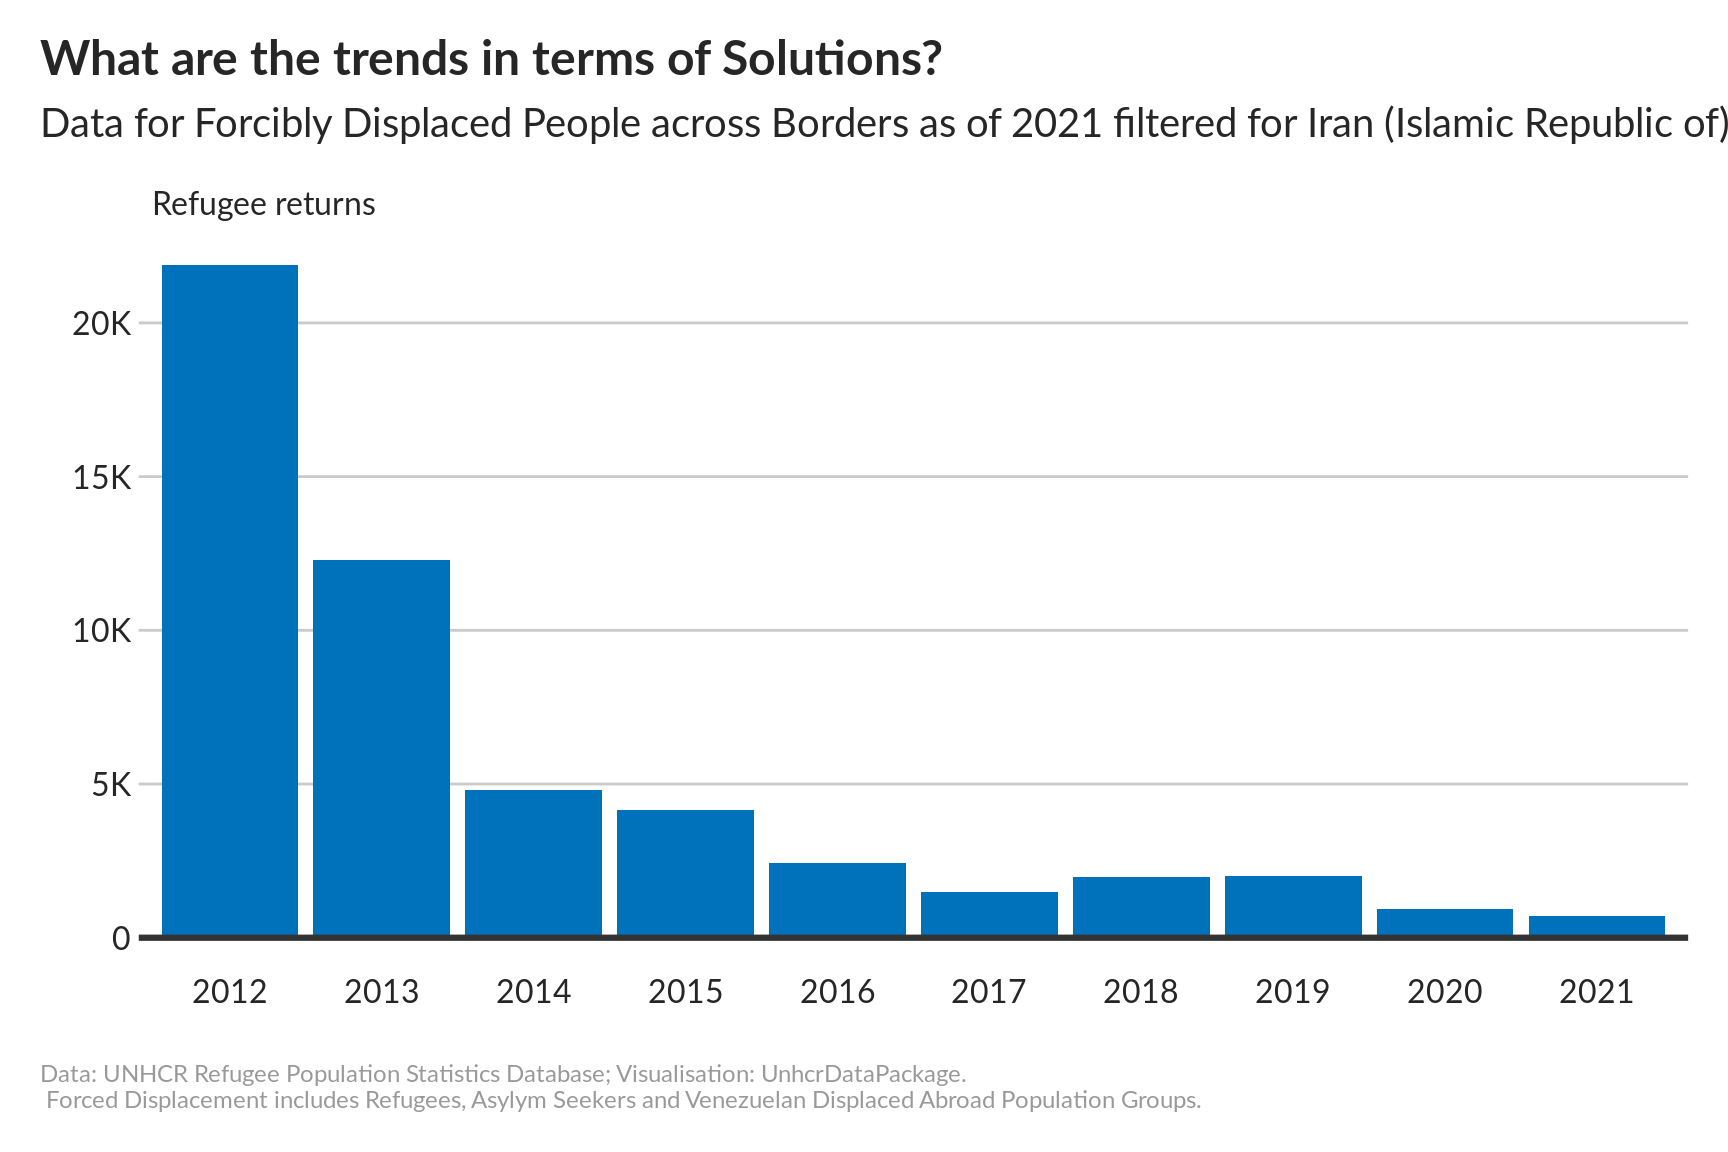 What are the trends in terms of Solutions?
Data for Forcibly Displaced People across Borders as of 2021 filtered for Iran (Islamic Republic of)
Refugee returns
20K
15K
10K
5K
0
2012 2013 2014 2015 2016 2017 2018 2019 2020 2021
Data: UNHCR Refugee Population Statistics Database; Visualisation: UnhcrDataPackage.
Forced Displacement includes Refugees, Asylym Seekers and Venezuelan Displaced Abroad Population Groups.